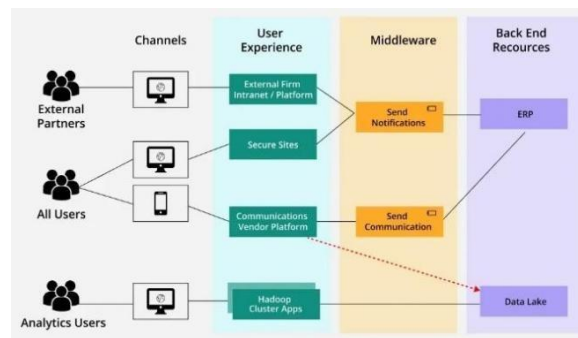 Channels
User
Experience
Middleware
Back End
Recources
External
Partners
External Firm
Intranet / Platform
Send
Notifications
ERP
Secure Sites
All Users
Communications
Vendor Platform
Send
Communication
Analytics Users
Hadoop
Cluster Apps
Data Lake